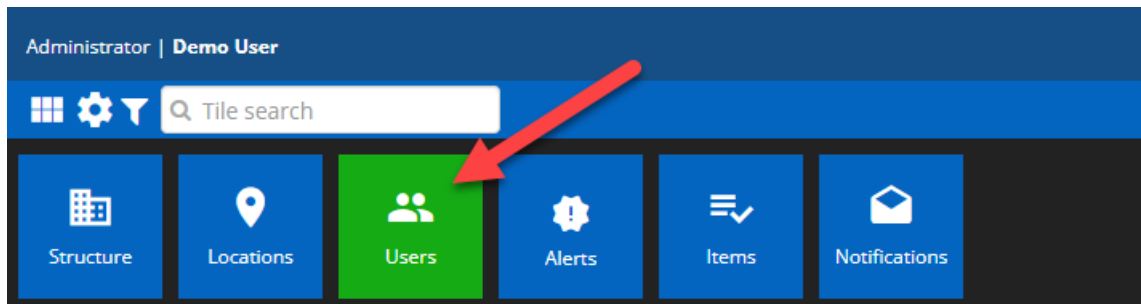 Administrator | Demo User
Tile search
Structure
Locations
Users
Alerts
Items
Notifications